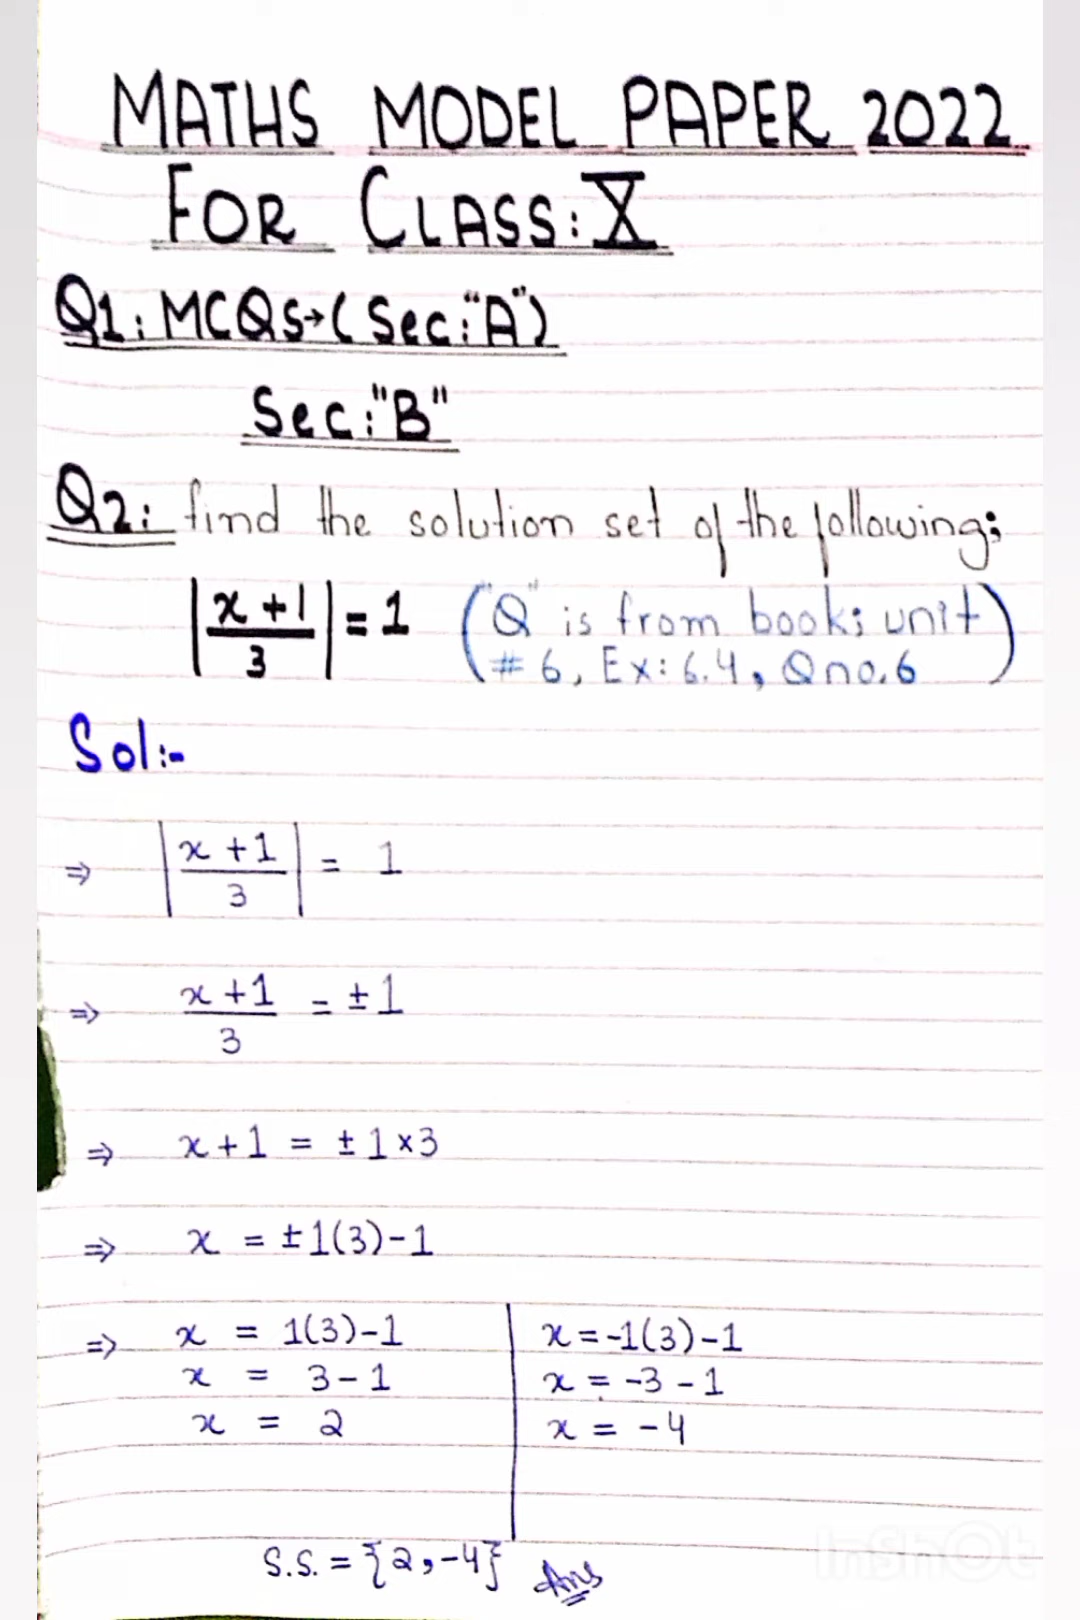 MATHS MODEL PAPER 2022
FOR CLASS: X
Q1: MCQS→(Sec:"A")
Sec:"B"
Q2: find the solution set of the following;
|x+1/3| = 1 ("Q" is from book; unit
# 6, Ex: 6.4, Q no. 6)
Sol:-
⇒ |x+1/3| = 1
⇒ x+1/3 = ±1
⇒ x+1 = ±1×3
⇒ x = ±1(3)-1
⇒ x = 1(3)-1
x = 3-1
x = 2
x = -1(3)-1
x = -3-1
x = -4
S.S. = {2,-4} Ans
InShOt